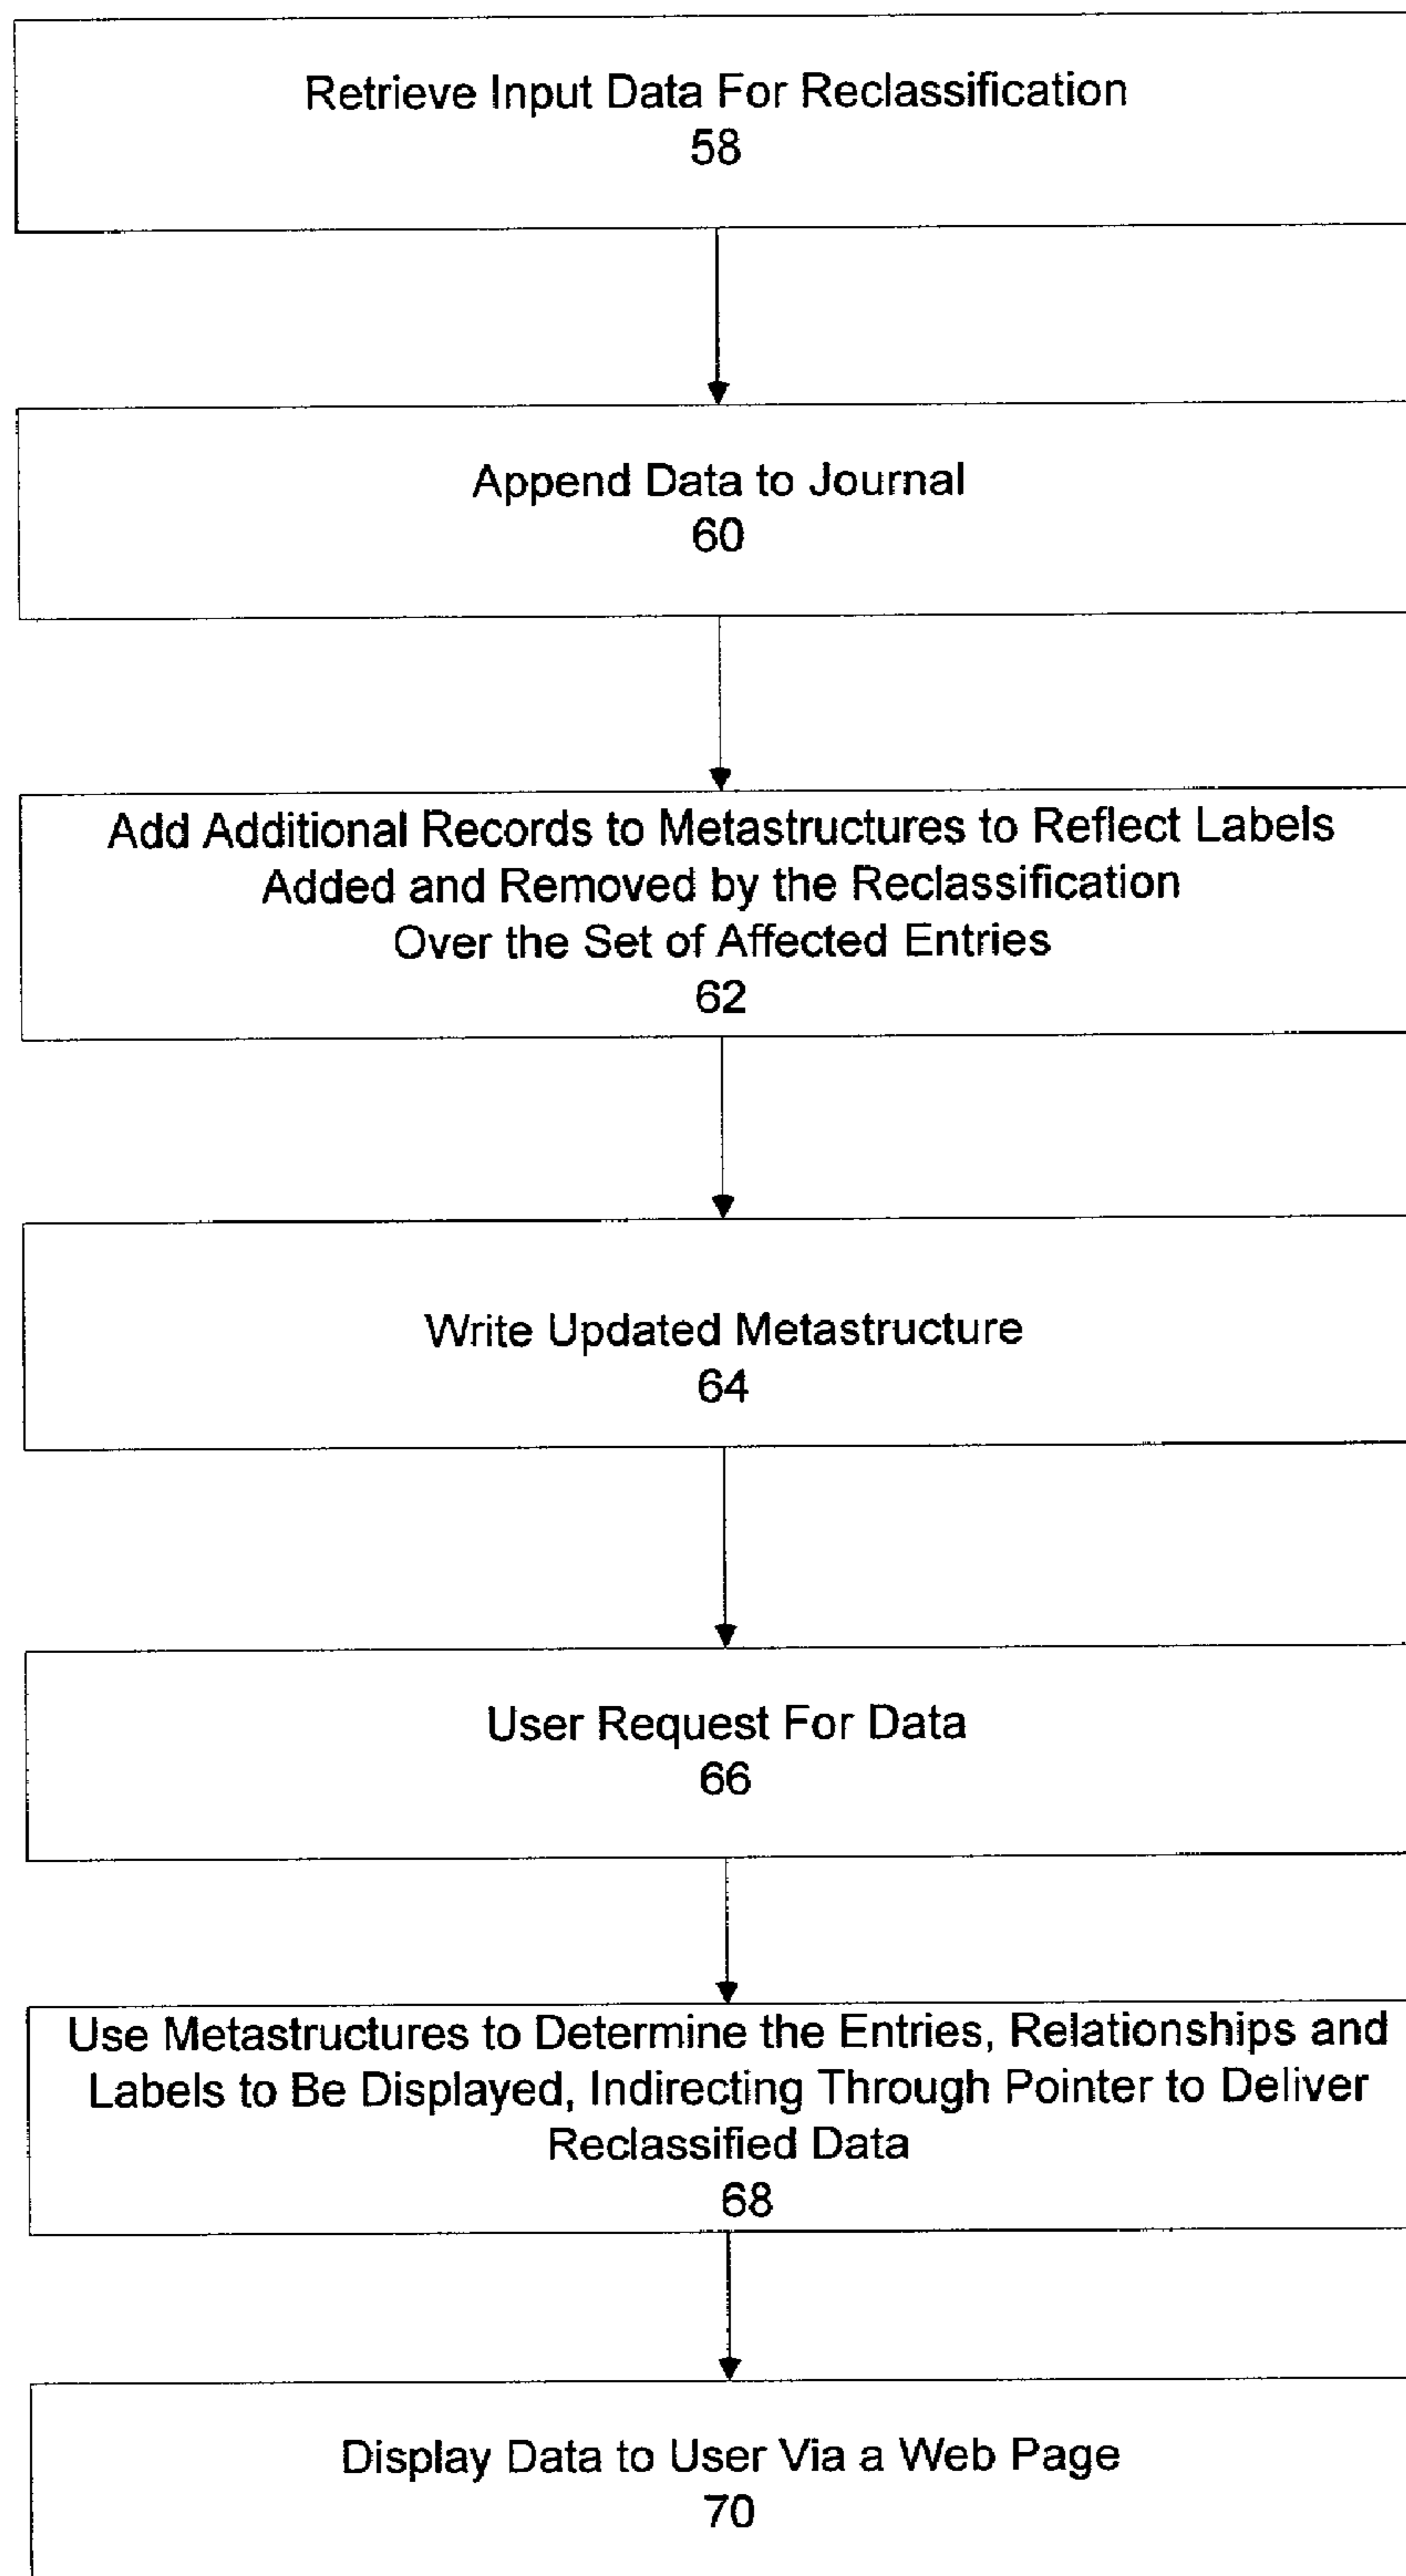 Retrieve Input Data For Reclassification
58
Append Data to Journal
60
Add Additional Records to Metastructures to Reflect Labels
Added and Removed by the Reclassification
Over the Set of Affected Entries
62
Write Updated Metastructure
64
User Request For Data
66
Use Metastructures to Determine the Entries, Relationships and
Labels to Be Displayed, Indirecting Through Pointer to Deliver
Reclassified Data
68
Display Data to User Via a Web Page
70